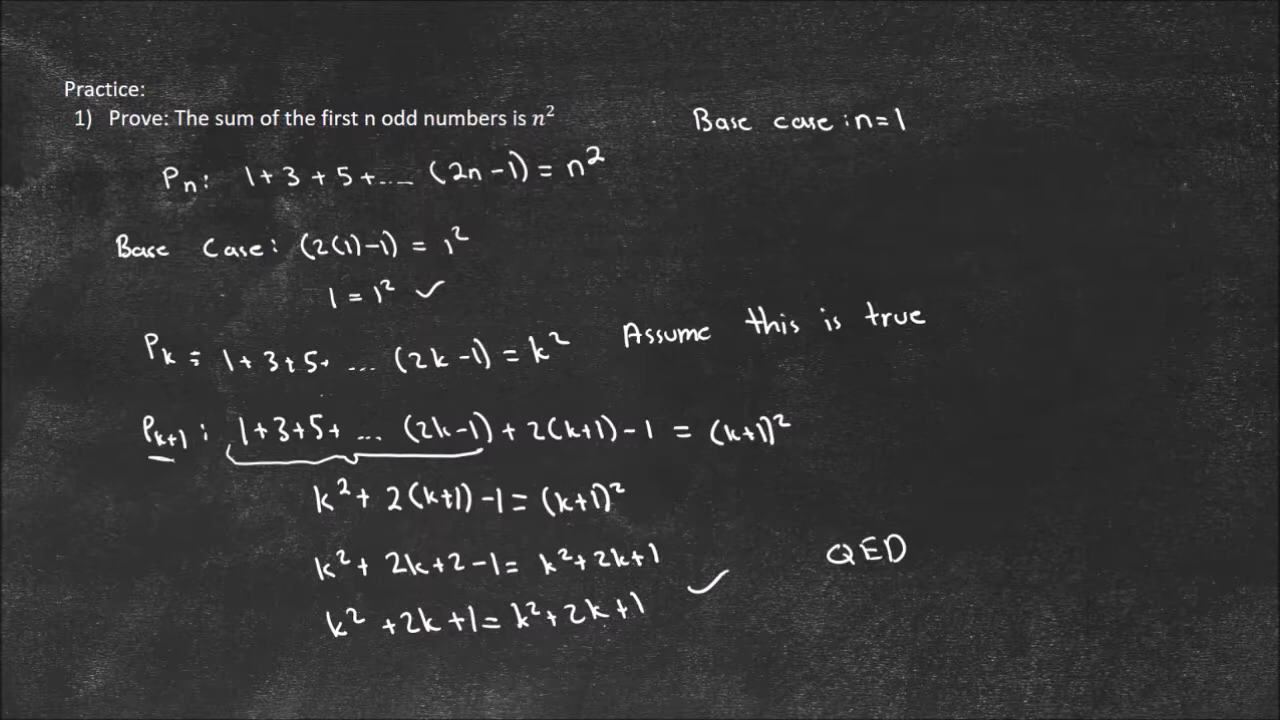 Practice:
1) Prove: The sum of the first n odd numbers is n²
Base case: n=1
Pn: 1+3+5+.... (2n-1) = n²
Base Case: (2(1)-1) = 1²
1 = 1² ✓
Pk = 1+3+5+ ... (2k-1) = k² Assume this is true
Pk+1: 1+3+5+ ... (2k-1) + 2(k+1)-1 = (k+1)²
k² + 2(k+1)-1 = (k+1)²
k² + 2k+2-1 = k²+2k+1
QED
k² +2k+1 = k²+2k+1 ✓